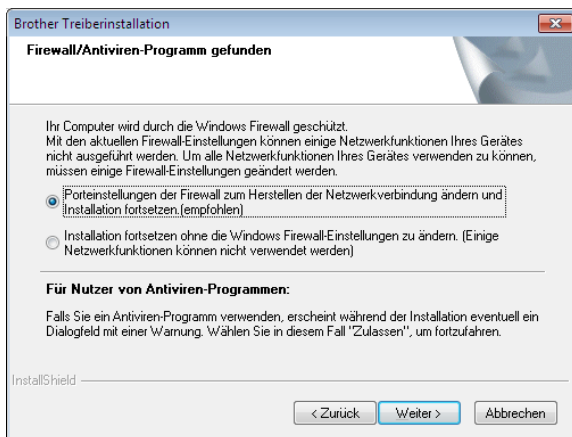 Brother Treiberinstallation
Firewall/Antiviren-Programm gefunden
Ihr Computer wird durch die Windows Firewall geschützt.
Mit den aktuellen Firewall-Einstellungen können einige Netzwerkfunktionen Ihres Gerätes
nicht ausgeführt werden. Um alle Netzwerkfunktionen Ihres Gerätes verwenden zu können,
müssen einige Firewall-Einstellungen geändert werden.
Porteinstellungen der Firewall zum Herstellen der Netzwerkverbindung ändern und
Installation fortsetzen.(empfohlen)
Installation fortsetzen ohne die Windows Firewall-Einstellungen zu ändern. (Einige
Netzwerkfunktionen können nicht verwendet werden)
Für Nutzer von Antiviren-Programmen:
Falls Sie ein Antiviren-Programm verwenden, erscheint während der Installation eventuell ein
Dialogfeld mit einer Warnung. Wählen Sie in diesem Fall "Zulassen", um fortzufahren.
InstallShield
< Zurück Weiter > Abbrechen